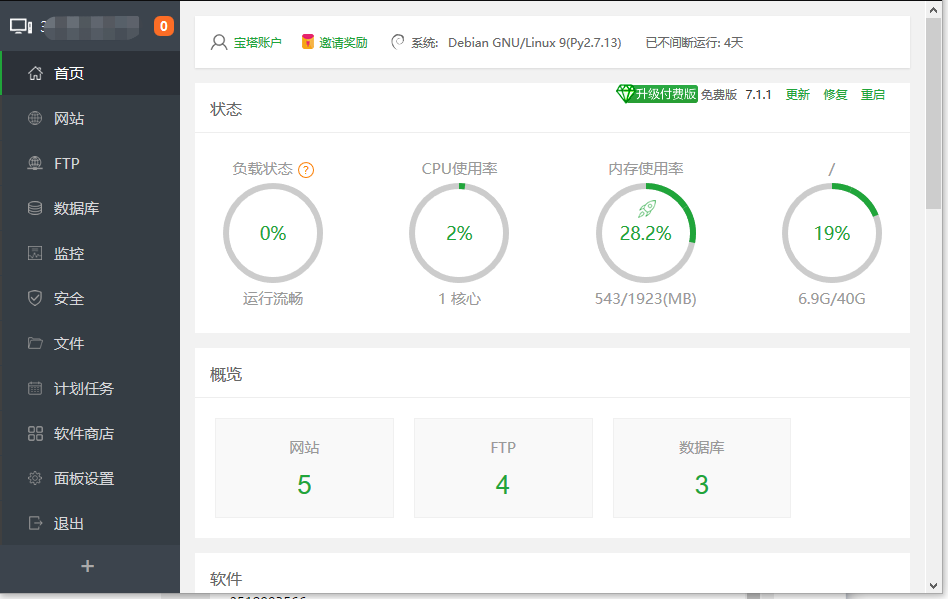 0
首页
网站
FTP
数据库
监控
安全
文件
计划任务
软件商店
面板设置
退出
+
宝塔账户 邀请奖励 系统: Debian GNU/Linux 9(Py2.7.13) 已不间断运行: 4天
状态 升级付费版 免费版 7.1.1 更新 修复 重启
负载状态 ? CPU使用率 内存使用率 /
0% 2% 28.2% 19%
运行流畅 1 核心 543/1923(MB) 6.9G/40G
概览
网站 FTP 数据库
5 4 3
软件